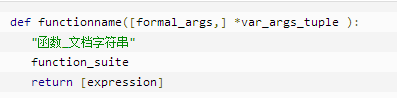 def functionname([formal_args,] *var_args_tuple ):
"函数_文档字符串"
function_suite
return [expression]